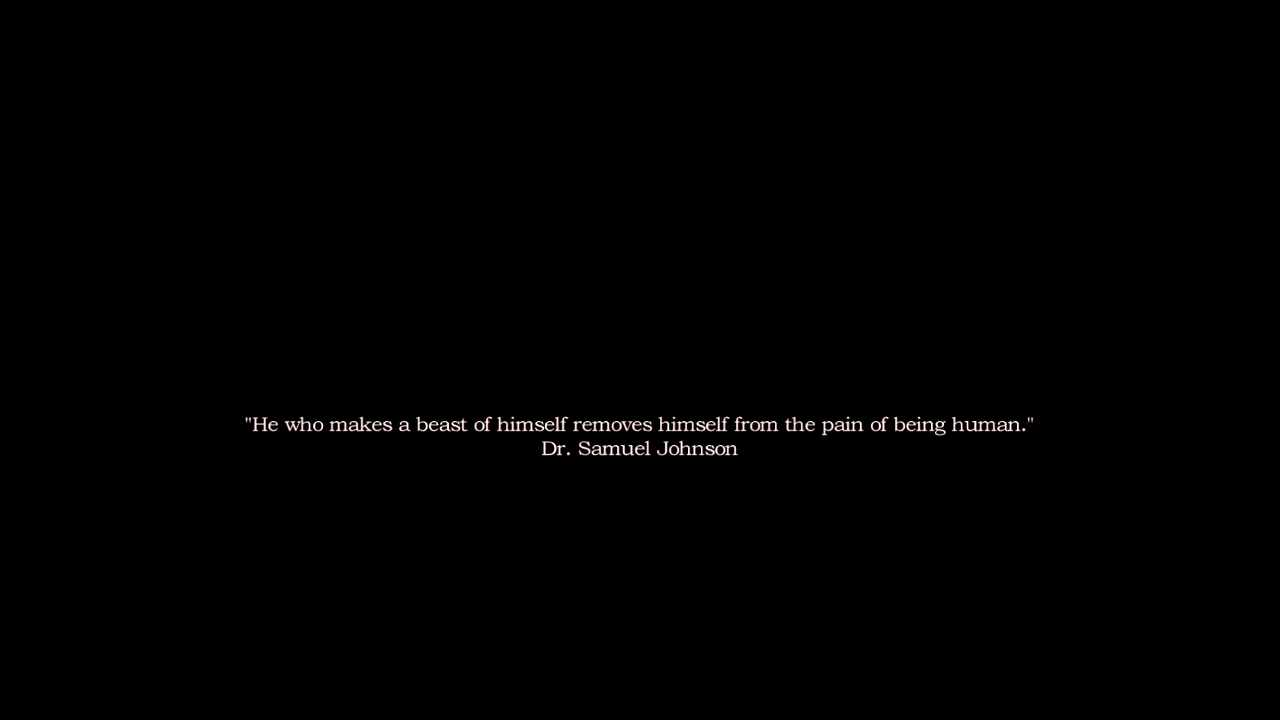 "He who makes a beast of himself removes himself from the pain of being human."
Dr. Samuel Johnson